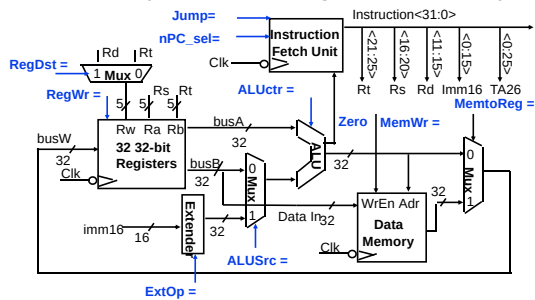 Jump=
Instruction<31:0>
nPC_sel=
Instruction
Fetch Unit
Rd Rt
RegDst =
1 Mux 0
Clk
<21:25>
<16:20>
<11:15>
<0:15>
<0:25>
Rt Rs Rd Imm16 TA26
RegWr =
5 5 5
Rs Rt
ALUctr =
Zero
MemWr =
MemtoReg =
busW
32
Clk
Rw Ra Rb
32 32-bit
Registers
busA
32
busB
32
0
Mux
1
ALU
32
0
Mux
1
32
imm16
16
Extender
32
Data In
32
WrEn Adr
Data
Memory
Clk
ALUSrc =
ExtOp =